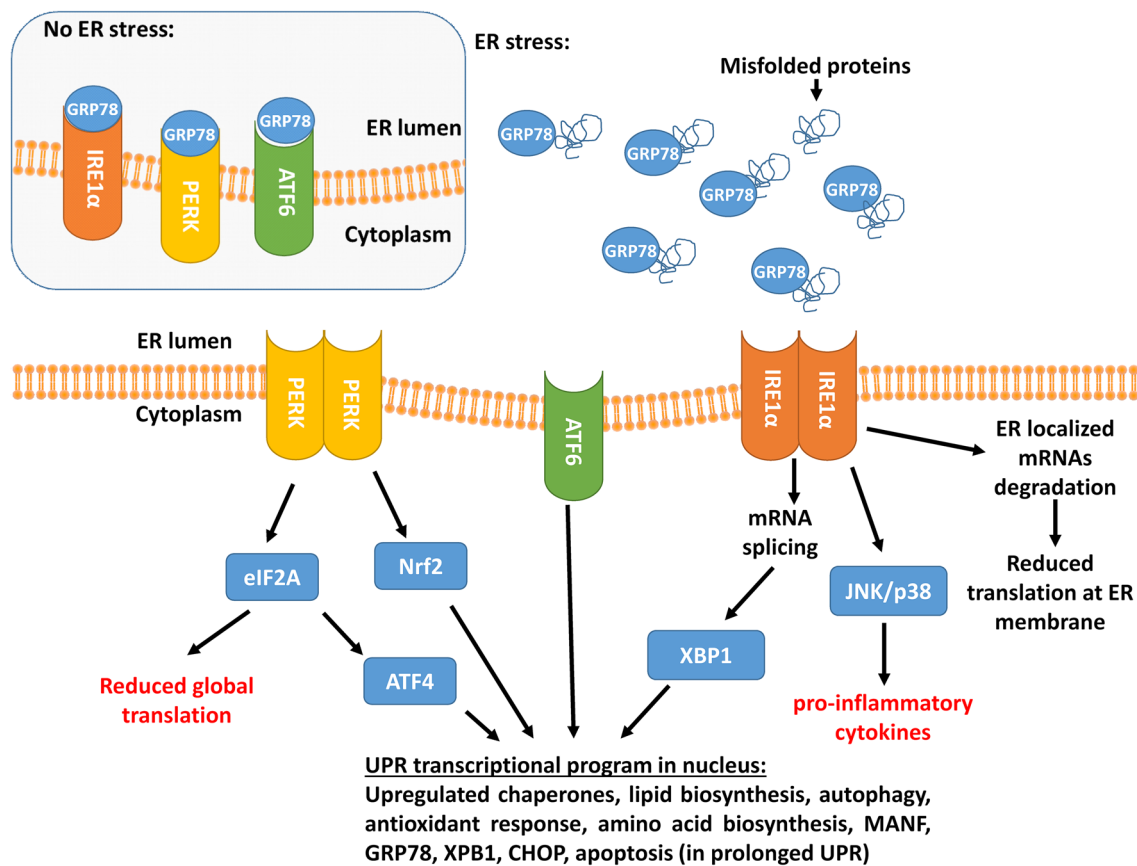 No ER stress:
GRP78
GRP78
GRP78
IRE1α
PERK
ATF6
ER lumen
Cytoplasm
ER stress:
Misfolded proteins
GRP78
GRP78
GRP78
GRP78
GRP78
GRP78
ER lumen
Cytoplasm
PERK
PERK
ATF6
IRE1α
IRE1α
ER localized
mRNAs
degradation
mRNA
splicing
Reduced
translation at ER
membrane
eIF2A
Nrf2
JNK/p38
XBP1
ATF4
Reduced global
translation
pro-inflammatory
cytokines
UPR transcriptional program in nucleus:
Upregulated chaperones, lipid biosynthesis, autophagy,
antioxidant response, amino acid biosynthesis, MANF,
GRP78, XPB1, CHOP, apoptosis (in prolonged UPR)